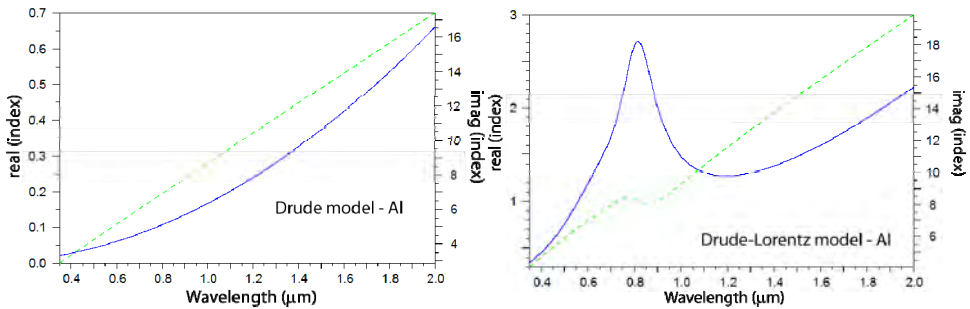 0.7
0.6
0.5
0.4
0.3
0.2
0.1
0.0
real (index)
16
14
12
10
8
6
4
imag (index)
Drude model - Al
0.4 0.6 0.8 1.0 1.2 1.4 1.6 1.8 2.0
Wavelength (μm)
3
2
1
real (index)
18
16
14
12
10
8
6
imag (index)
Drude-Lorentz model - Al
0.4 0.6 0.8 1.0 1.2 1.4 1.6 1.8 2.0
Wavelength (μm)